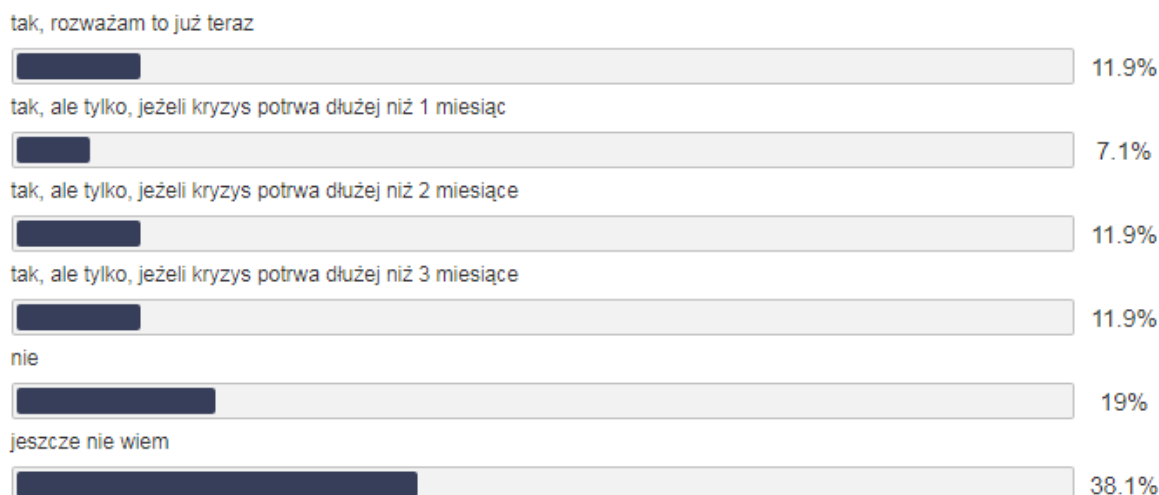 tak, rozważam to już teraz
11.9%
tak, ale tylko, jeżeli kryzys potrwa dłużej niż 1 miesiąc
7.1%
tak, ale tylko, jeżeli kryzys potrwa dłużej niż 2 miesiące
11.9%
tak, ale tylko, jeżeli kryzys potrwa dłużej niż 3 miesiące
11.9%
nie
19%
jeszcze nie wiem
38.1%